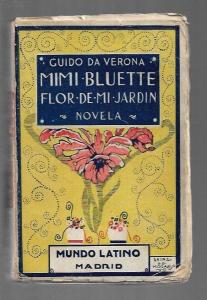 GUIDO DA VERONA
MIMI·BLUETTE
FLOR·DE·MI·JARDIN
NOVELA
MUNDO LATINO
MADRID